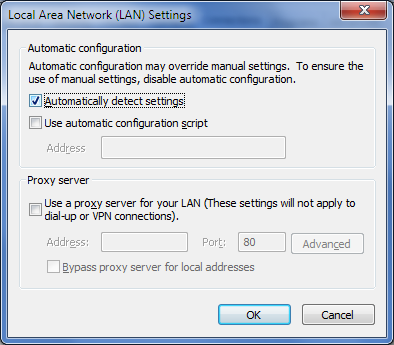 Local Area Network (LAN) Settings
Automatic configuration
Automatic configuration may override manual settings. To ensure the
use of manual settings, disable automatic configuration.
Automatically detect settings
Use automatic configuration script
Address
Proxy server
Use a proxy server for your LAN (These settings will not apply to
dial-up or VPN connections).
Address: Port: 80 Advanced
Bypass proxy server for local addresses
OK Cancel